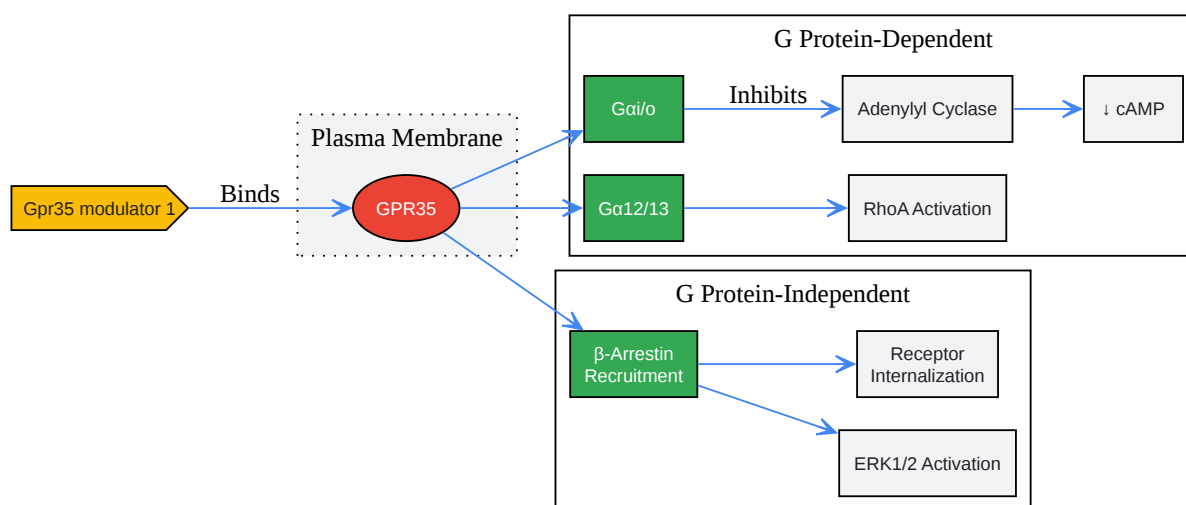 G Protein-Dependent
Gαi/o
Inhibits
Adenylyl Cyclase
↓ cAMP
Plasma Membrane
Gpr35 modulator 1
Binds
GPR35
Gα12/13
RhoA Activation
G Protein-Independent
β-Arrestin
Recruitment
Receptor
Internalization
ERK1/2 Activation